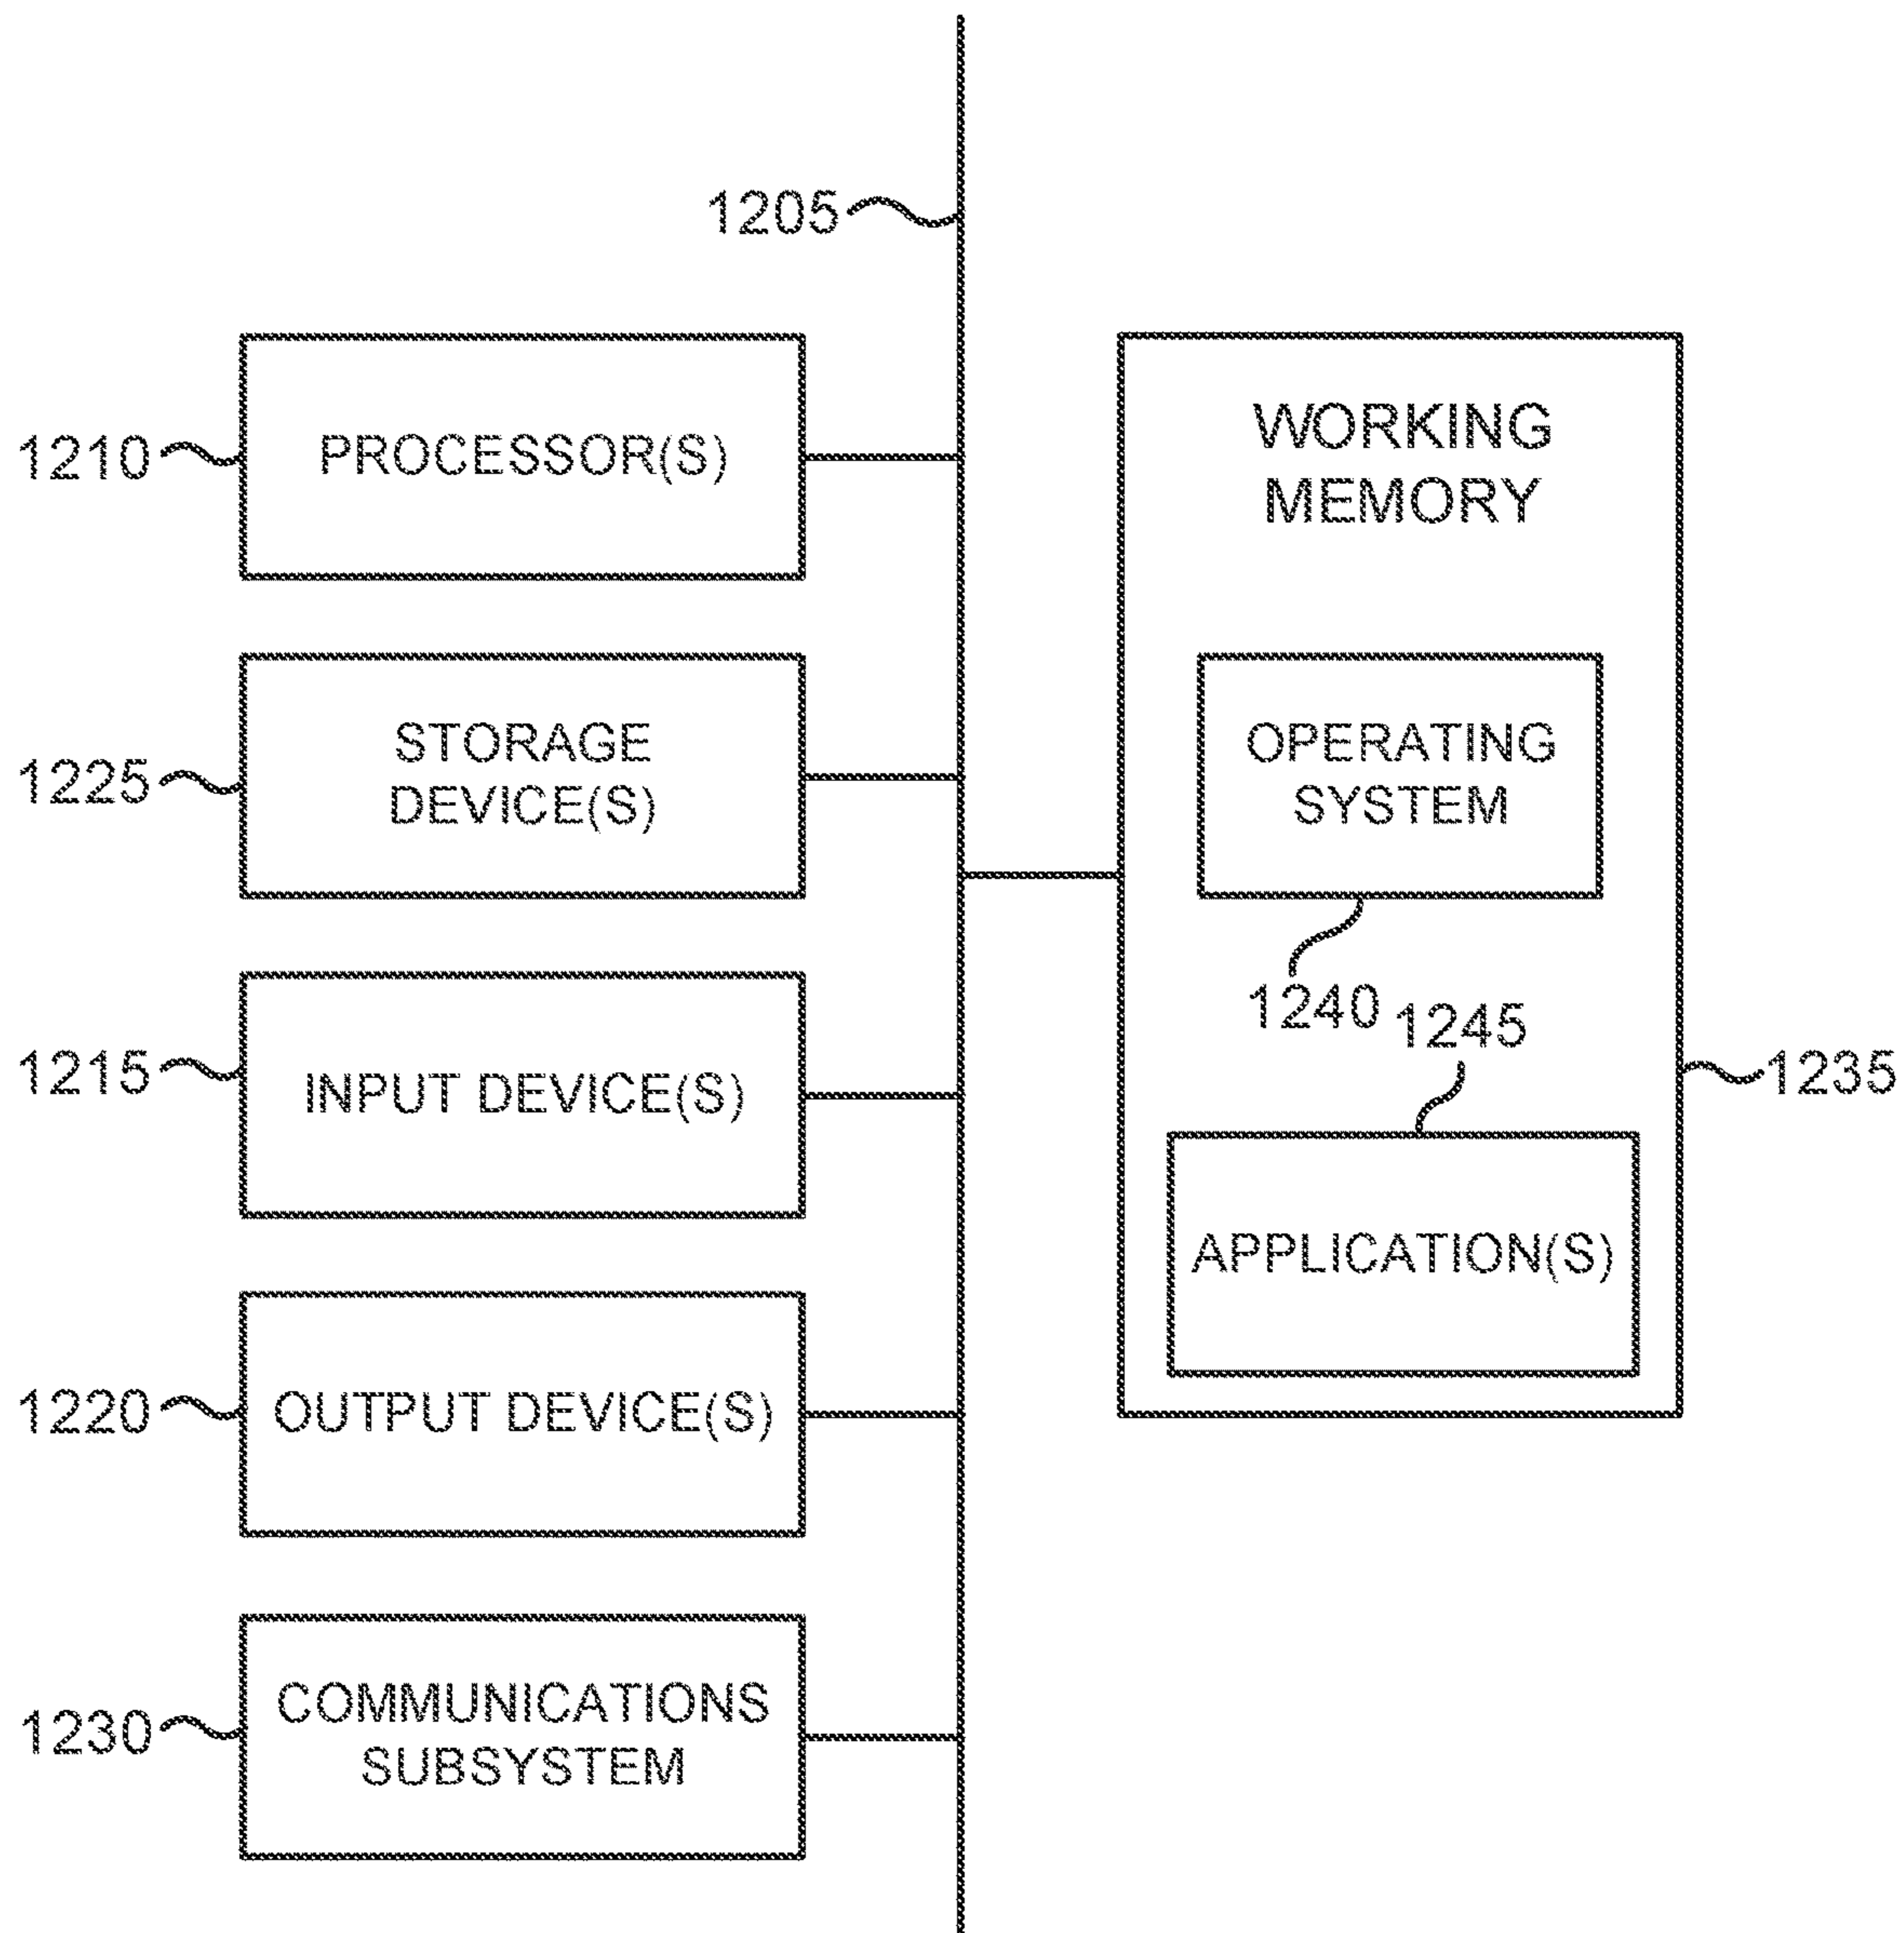 1205
1210
PROCESSOR(S)
1225
STORAGE
DEVICE(S)
1215
INPUT DEVICE(S)
1220
OUTPUT DEVICE(S)
1230
COMMUNICATIONS
SUBSYSTEM
WORKING
MEMORY
OPERATING
SYSTEM
1240
1245
APPLICATION(S)
1235